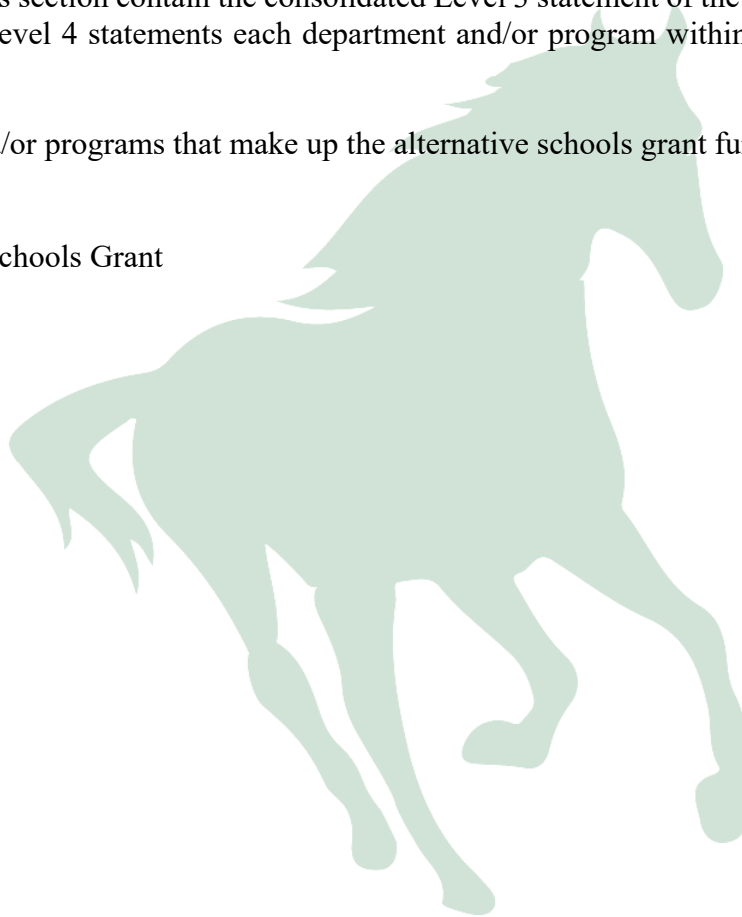 s section contain the consolidated Level 3 statement of the
evel 4 statements each department and/or program within
/or programs that make up the alternative schools grant fu
chools Grant